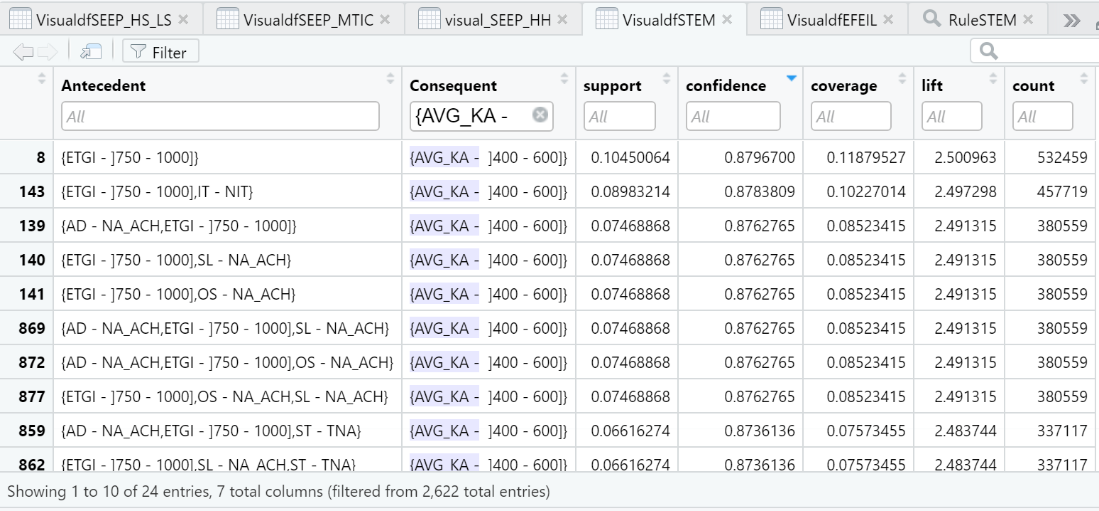 VisualdfSEEP_HS_LS VisualdfSEEP_MTIC visual_SEEP_HH VisualdfSTEM VisualdfEFEIL RuleSTEM
Filter
Antecedent Consequent support confidence coverage lift count
All {AVG_KA - All All All All All
8 {ETGI - ]750 - 1000]} {AVG_KA - ]400 - 600]} 0.10450064 0.8796700 0.11879527 2.500963 532459
143 {ETGI - ]750 - 1000],IT - NIT} {AVG_KA - ]400 - 600]} 0.08983214 0.8783809 0.10227014 2.497298 457719
139 {AD - NA_ACH,ETGI - ]750 - 1000]} {AVG_KA - ]400 - 600]} 0.07468868 0.8762765 0.08523415 2.491315 380559
140 {ETGI - ]750 - 1000],SL - NA_ACH} {AVG_KA - ]400 - 600]} 0.07468868 0.8762765 0.08523415 2.491315 380559
141 {ETGI - ]750 - 1000],OS - NA_ACH} {AVG_KA - ]400 - 600]} 0.07468868 0.8762765 0.08523415 2.491315 380559
869 {AD - NA_ACH,ETGI - ]750 - 1000],SL - NA_ACH} {AVG_KA - ]400 - 600]} 0.07468868 0.8762765 0.08523415 2.491315 380559
872 {AD - NA_ACH,ETGI - ]750 - 1000],OS - NA_ACH} {AVG_KA - ]400 - 600]} 0.07468868 0.8762765 0.08523415 2.491315 380559
877 {ETGI - ]750 - 1000],OS - NA_ACH,SL - NA_ACH} {AVG_KA - ]400 - 600]} 0.07468868 0.8762765 0.08523415 2.491315 380559
859 {AD - NA_ACH,ETGI - ]750 - 1000],ST - TNA} {AVG_KA - ]400 - 600]} 0.06616274 0.8736136 0.07573455 2.483744 337117
862 {ETGI - ]750 - 1000],SL - NA_ACH,ST - TNA} {AVG_KA - ]400 - 600]} 0.06616274 0.8736136 0.07573455 2.483744 337117
Showing 1 to 10 of 24 entries, 7 total columns (filtered from 2,622 total entries)